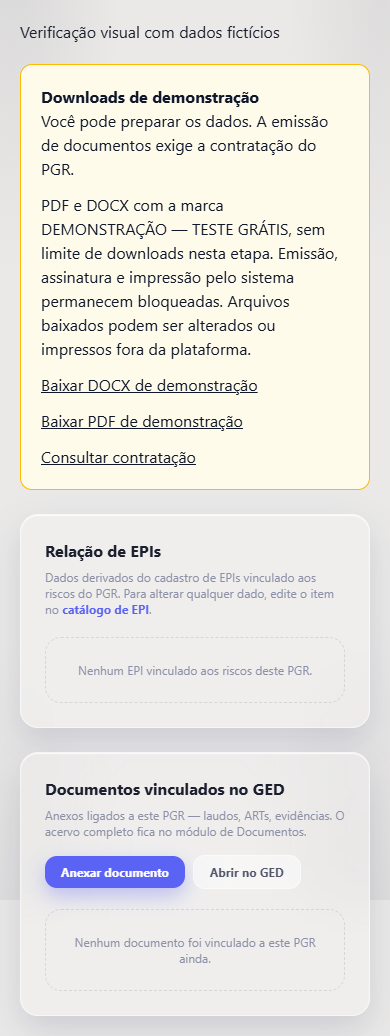 Verificação visual com dados fictícios
Downloads de demonstração
Você pode preparar os dados. A emissão
de documentos exige a contratação do
PGR.
PDF e DOCX com a marca
DEMONSTRAÇÃO — TESTE GRÁTIS, sem
limite de downloads nesta etapa. Emissão,
assinatura e impressão pelo sistema
permanecem bloqueadas. Arquivos
baixados podem ser alterados ou
impressos fora da plataforma.
Baixar DOCX de demonstração
Baixar PDF de demonstração
Consultar contratação
Relação de EPIs
Dados derivados do cadastro de EPIs vinculado aos
riscos do PGR. Para alterar qualquer dado, edite o item
no catálogo de EPI.
Nenhum EPI vinculado aos riscos deste PGR.
Documentos vinculados no GED
Anexos ligados a este PGR — laudos, ARTs, evidências. O
acervo completo fica no módulo de Documentos.
Anexar documento
Abrir no GED
Nenhum documento foi vinculado a este PGR
ainda.